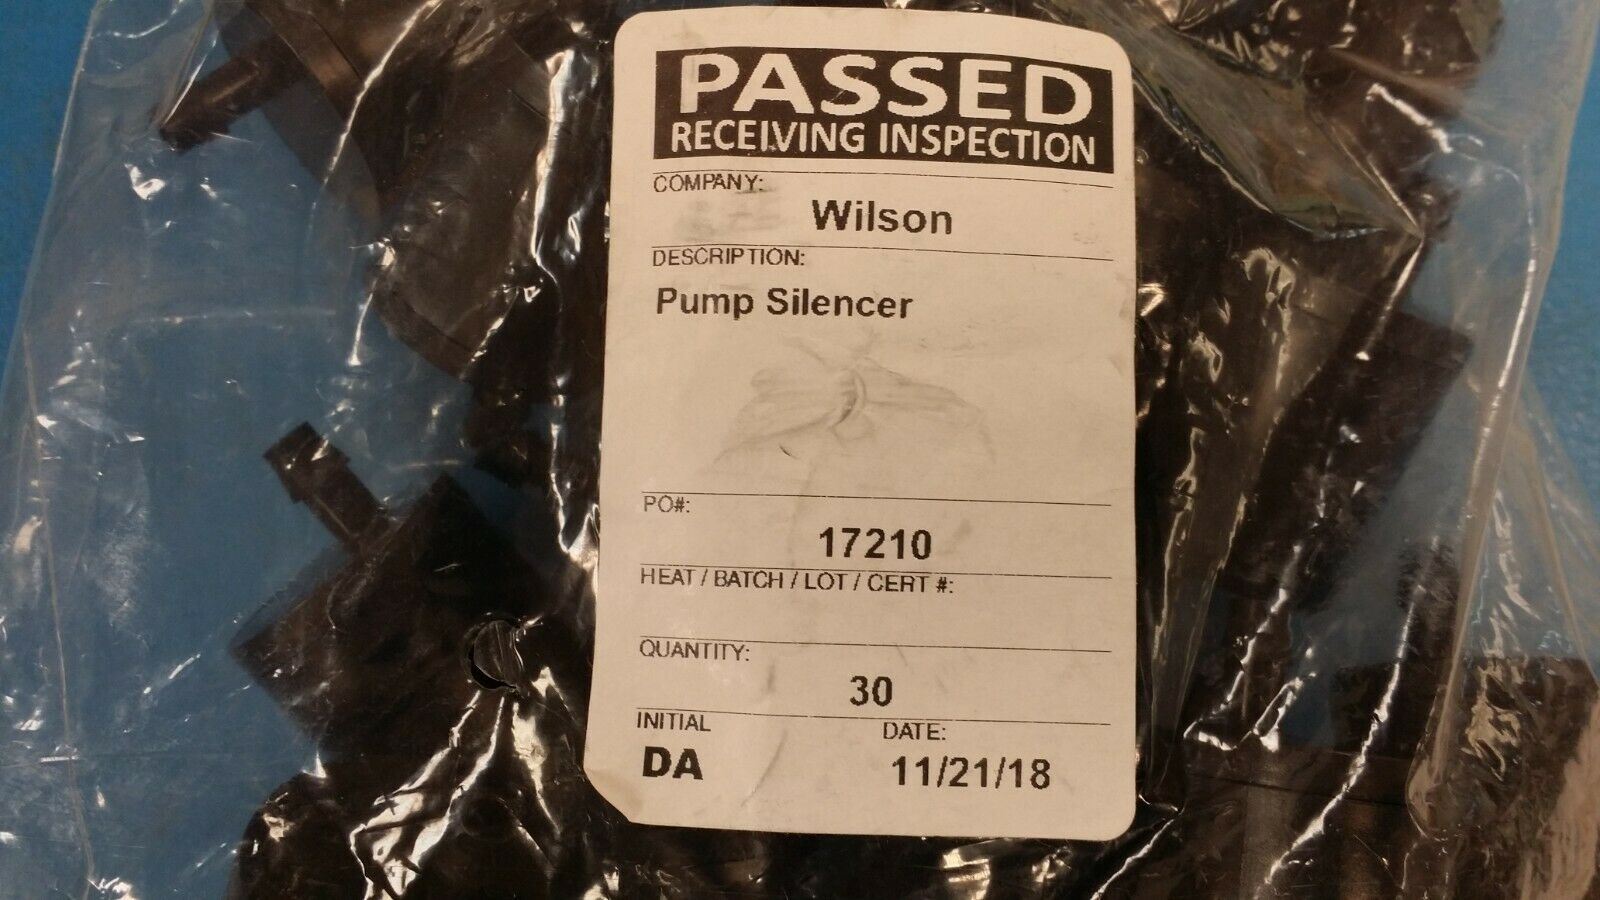 PASSED
RECEIVING INSPECTION
COMPANY:
Wilson
DESCRIPTION:
Pump Silencer
PO#:
17210
HEAT / BATCH / LOT / CERT #:
QUANTITY:
30
INITIAL DATE:
DA 11/21/18